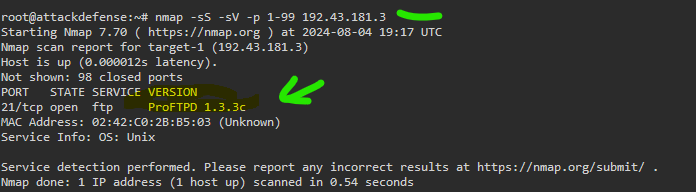 root@attackdefense:~# nmap -sS -sV -p 1-99 192.43.181.3
Starting Nmap 7.70 ( https://nmap.org ) at 2024-08-04 19:17 UTC
Nmap scan report for target-1 (192.43.181.3)
Host is up (0.000012s latency).
Not shown: 98 closed ports
PORT   STATE SERVICE VERSION
21/tcp open  ftp     ProFTPD 1.3.3c
MAC Address: 02:42:C0:2B:B5:03 (Unknown)
Service Info: OS: Unix

Service detection performed. Please report any incorrect results at https://nmap.org/submit/ .
Nmap done: 1 IP address (1 host up) scanned in 0.54 seconds